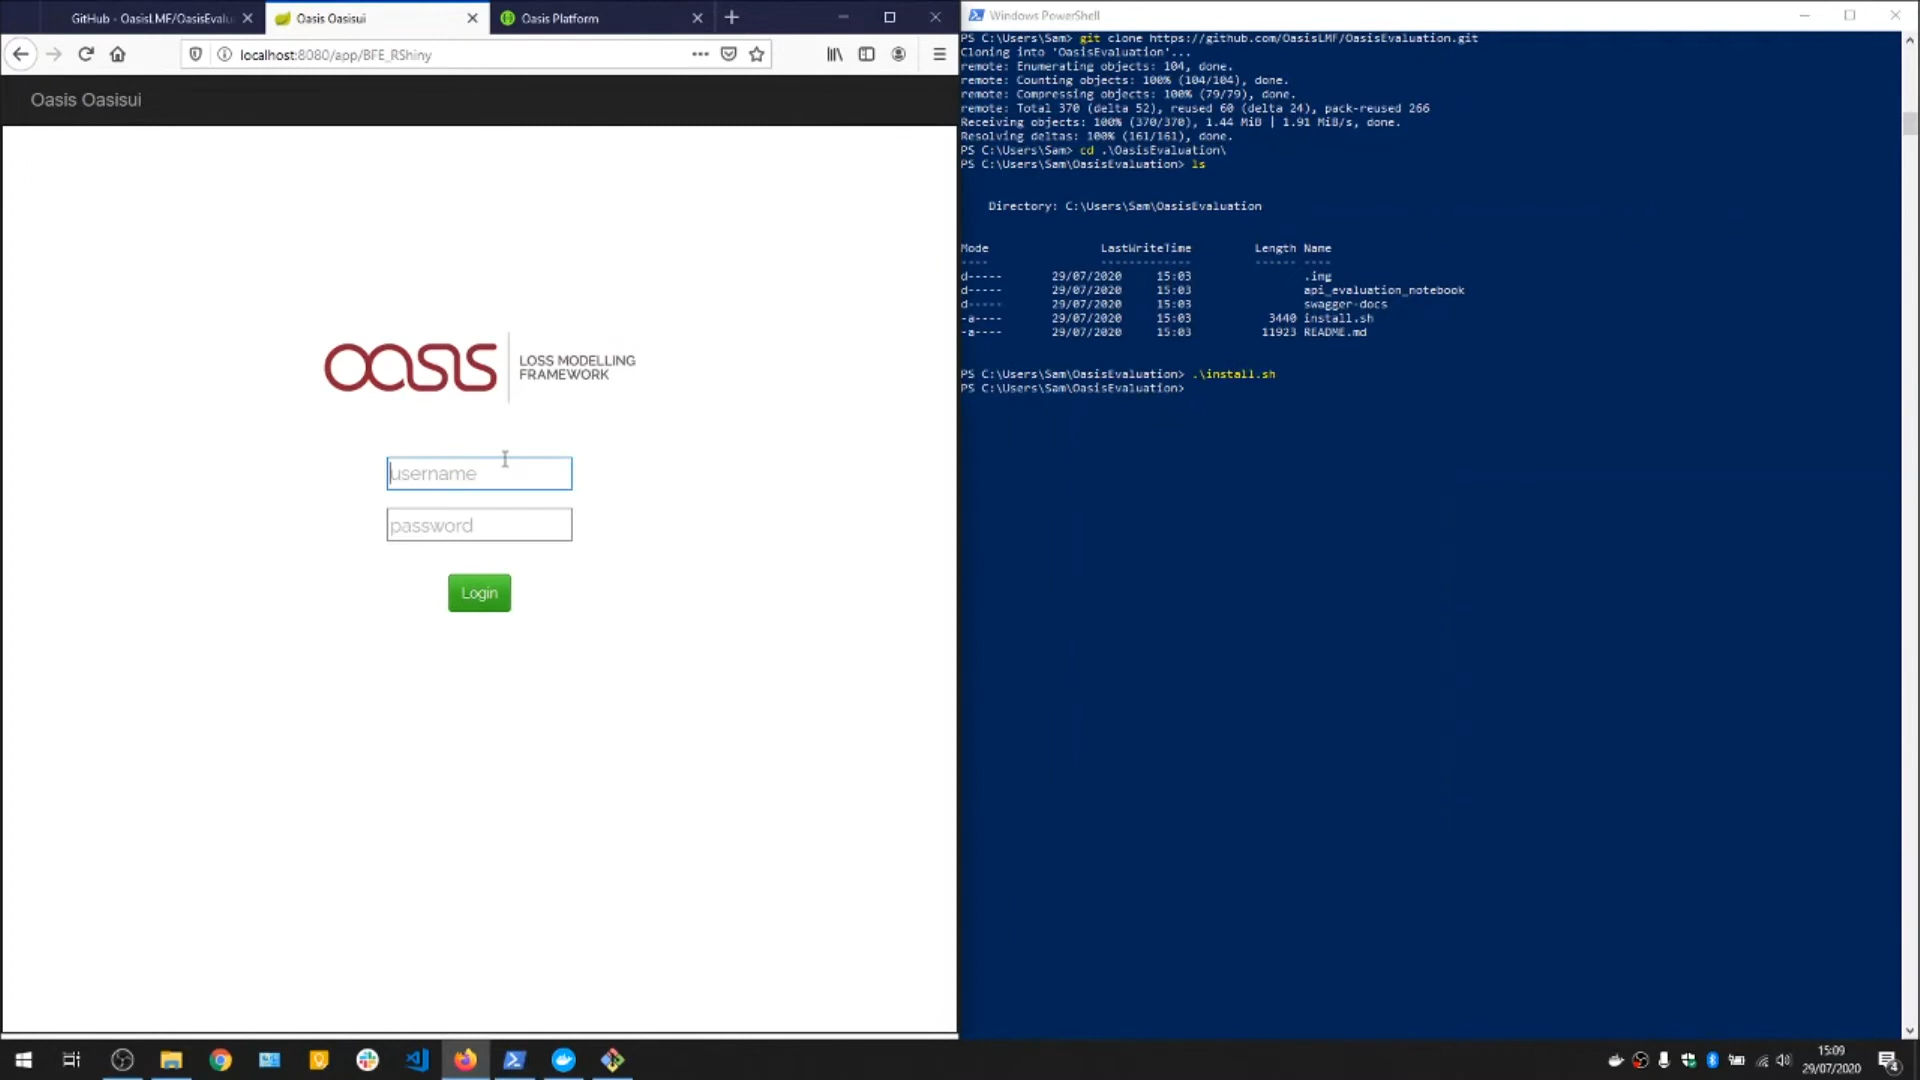 GitHub - OasisLMF/OasisEvalu
Oasis Oasisui
Oasis Platform
localhost:8080/app/BFE_RShiny
Oasis Oasisui
OASIS
LOSS MODELLING
FRAMEWORK
username
password
Login
Windows PowerShell
PS C:\Users\Sam> git clone https://github.com/OasisLMF/OasisEvaluation.git
Cloning into 'OasisEvaluation'...
remote: Enumerating objects: 104, done.
remote: Counting objects: 100% (104/104), done.
remote: Compressing objects: 100% (79/79), done.
remote: Total 370 (delta 52), reused 60 (delta 24), pack-reused 266
Receiving objects: 100% (370/370), 1.44 MiB | 1.91 MiB/s, done.
Resolving deltas: 100% (161/161), done.
PS C:\Users\Sam> cd .\OasisEvaluation\
PS C:\Users\Sam\OasisEvaluation> ls
Directory: C:\Users\Sam\OasisEvaluation
Mode LastWriteTime Length Name
---- ------------- ------ ----
d----- 29/07/2020 15:03 .img
d----- 29/07/2020 15:03 api_evaluation_notebook
d----- 29/07/2020 15:03 swagger-docs
-a---- 29/07/2020 15:03 3440 install.sh
-a---- 29/07/2020 15:03 11923 README.md
PS C:\Users\Sam\OasisEvaluation> .\install.sh
PS C:\Users\Sam\OasisEvaluation>
15:09
29/07/2020
4